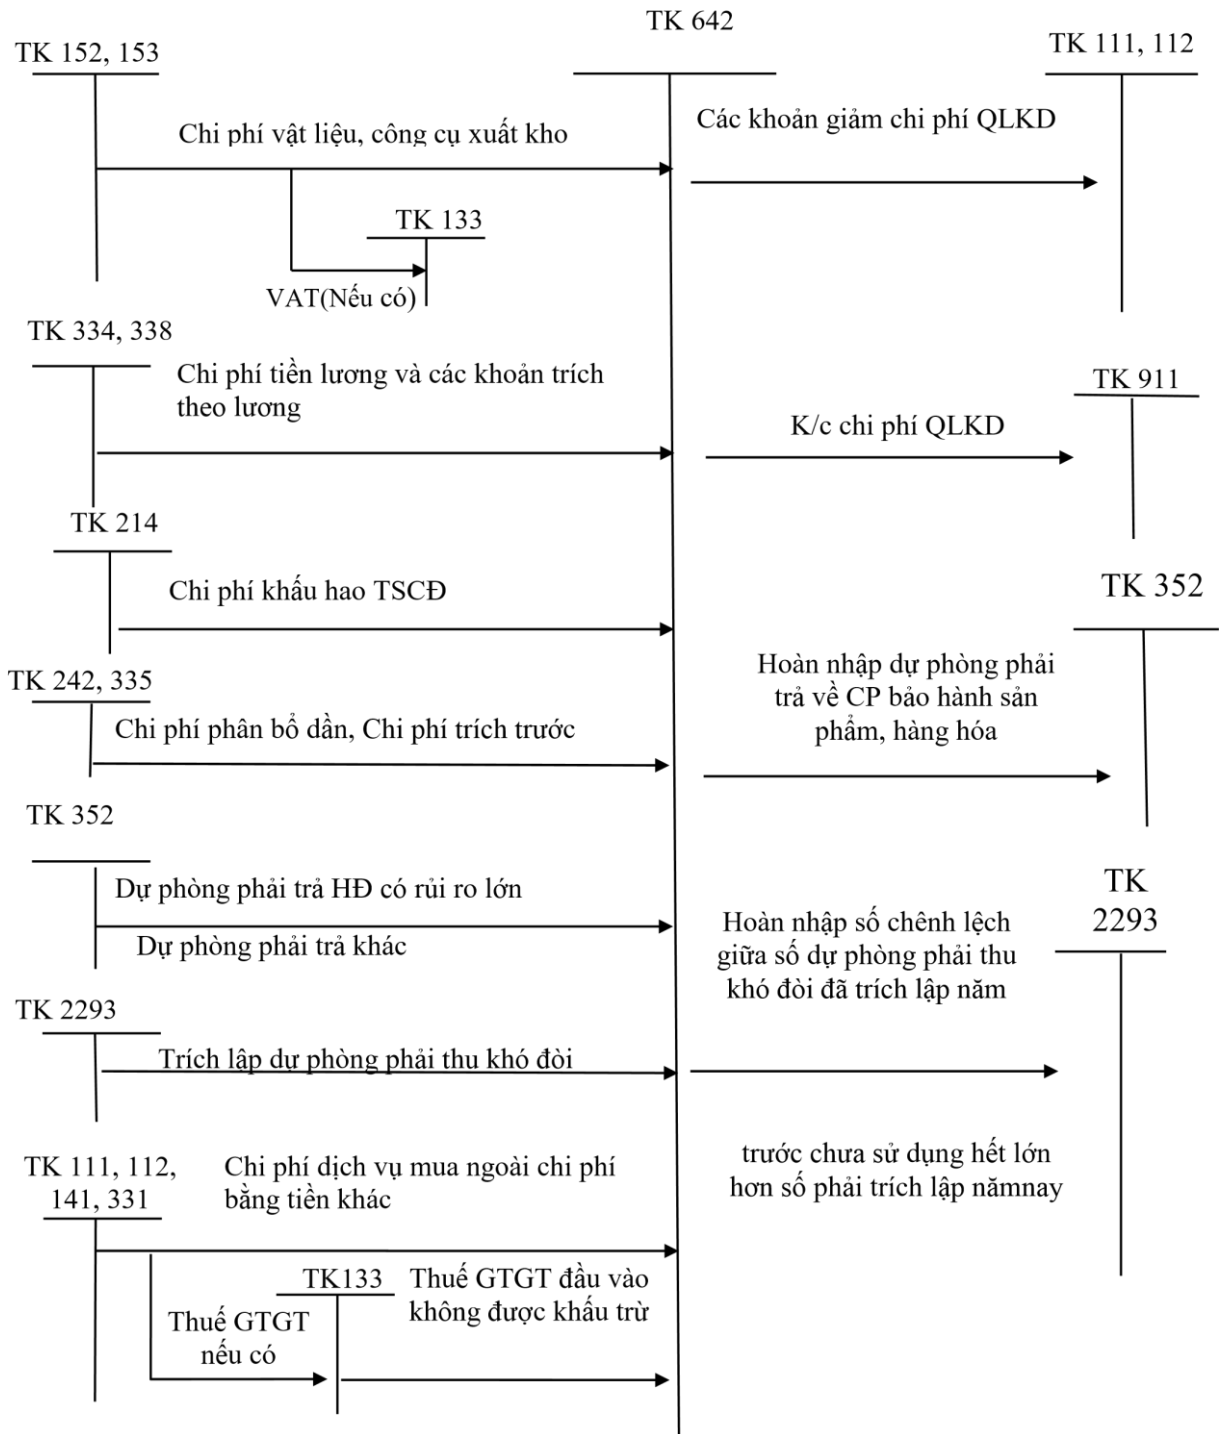 TK 642
TK 152, 153
TK 111, 112
Chi phí vật liệu, công cụ xuất kho
Các khoản giảm chi phí QLKD
TK 133
VAT(Nếu có)
TK 334, 338
Chi phí tiền lương và các khoản trích
theo lương
TK 911
K/c chi phí QLKD
TK 214
Chi phí khấu hao TSCĐ
TK 352
Hoàn nhập dự phòng phải
trả về CP bảo hành sản
phẩm, hàng hóa
TK 242, 335
Chi phí phân bổ dần, Chi phí trích trước
TK 352
Dự phòng phải trả HĐ có rủi ro lớn
Dự phòng phải trả khác
TK
2293
Hoàn nhập số chênh lệch
giữa số dự phòng phải thu
khó đòi đã trích lập năm
TK 2293
Trích lập dự phòng phải thu khó đòi
trước chưa sử dụng hết lớn
hơn số phải trích lập nămnay
TK 111, 112,
141, 331
Chi phí dịch vụ mua ngoài chi phí
bằng tiền khác
TK133
Thuế GTGT đầu vào
không được khấu trừ
Thuế GTGT
nếu có